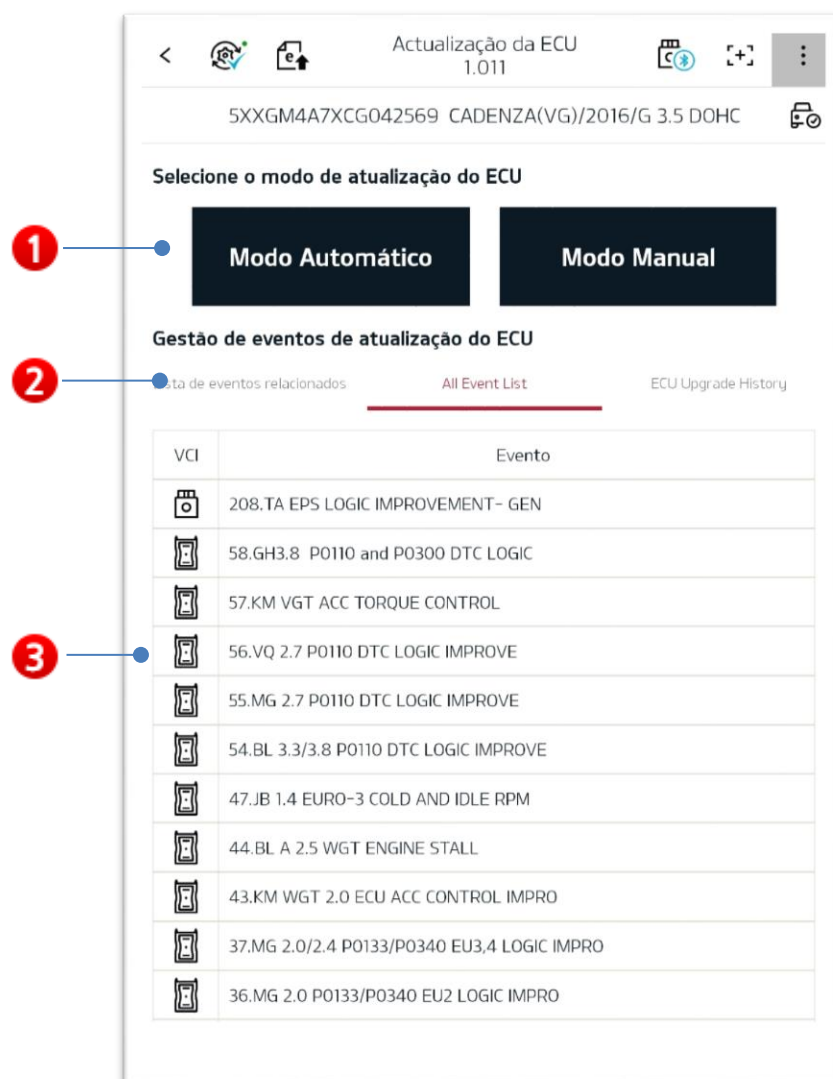 Actualização da ECU
1.011
5XXGM4A7XCG042569 CADENZA(VG)/2016/G 3.5 DOHC
Selecione o modo de atualização do ECU
1
Modo Automático
Modo Manual
Gestão de eventos de atualização do ECU
2
sta de eventos relacionados
All Event List
ECU Upgrade History
VCI
Evento
208.TA EPS LOGIC IMPROVEMENT- GEN
58.GH3.8 P0110 and P0300 DTC LOGIC
57.KM VGT ACC TORQUE CONTROL
3
56.VQ 2.7 P0110 DTC LOGIC IMPROVE
55.MG 2.7 P0110 DTC LOGIC IMPROVE
54.BL 3.3/3.8 P0110 DTC LOGIC IMPROVE
47.JB 1.4 EURO-3 COLD AND IDLE RPM
44.BL A 2.5 WGT ENGINE STALL
43.KM WGT 2.0 ECU ACC CONTROL IMPRO
37.MG 2.0/2.4 P0133/P0340 EU3,4 LOGIC IMPRO
36.MG 2.0 P0133/P0340 EU2 LOGIC IMPRO